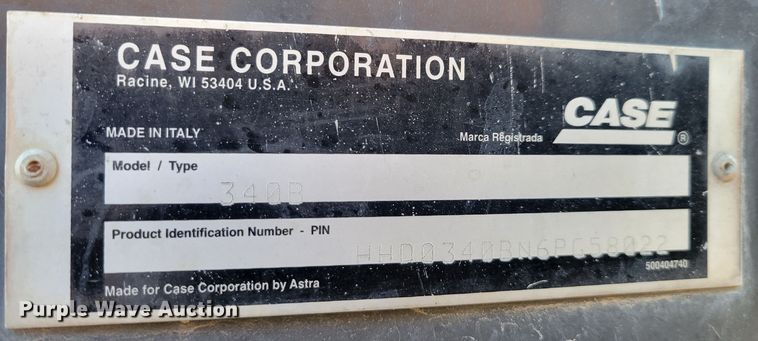 CASE CORPORATION
Racine, WI 53404 U.S.A.
MADE IN ITALY
Marca Registrada
CASE ®
Model / Type
340B
Product Identification Number - PIN
HHD0340BN6PG58022
500404740
Made for Case Corporation by Astra
Purple Wave Auction